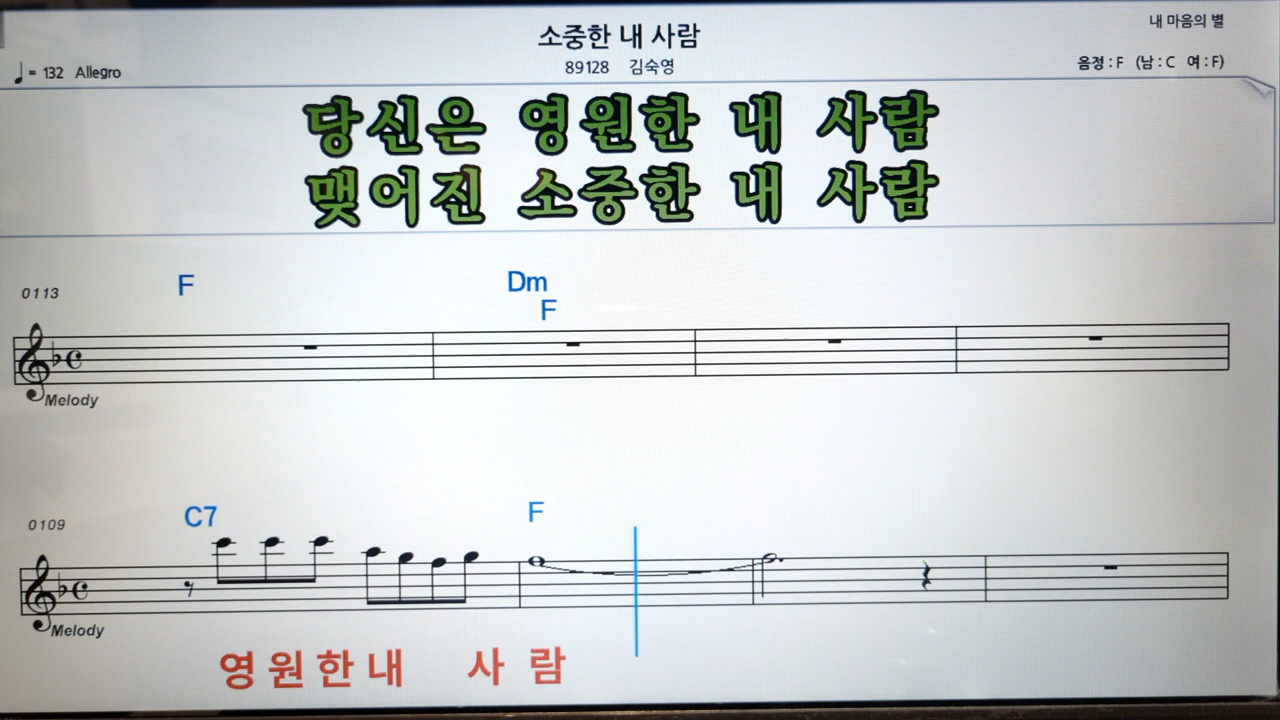 소중한 내 사람
내 마음의 별
89128 김숙영
♩= 132 Allegro
음정 : F (남 : C 여 : F)
당신은 영원한 내 사람
맺어진 소중한 내 사람
0113
F Dm
F
Melody
0109
C7 F
Melody
영 원 한 내 사 람